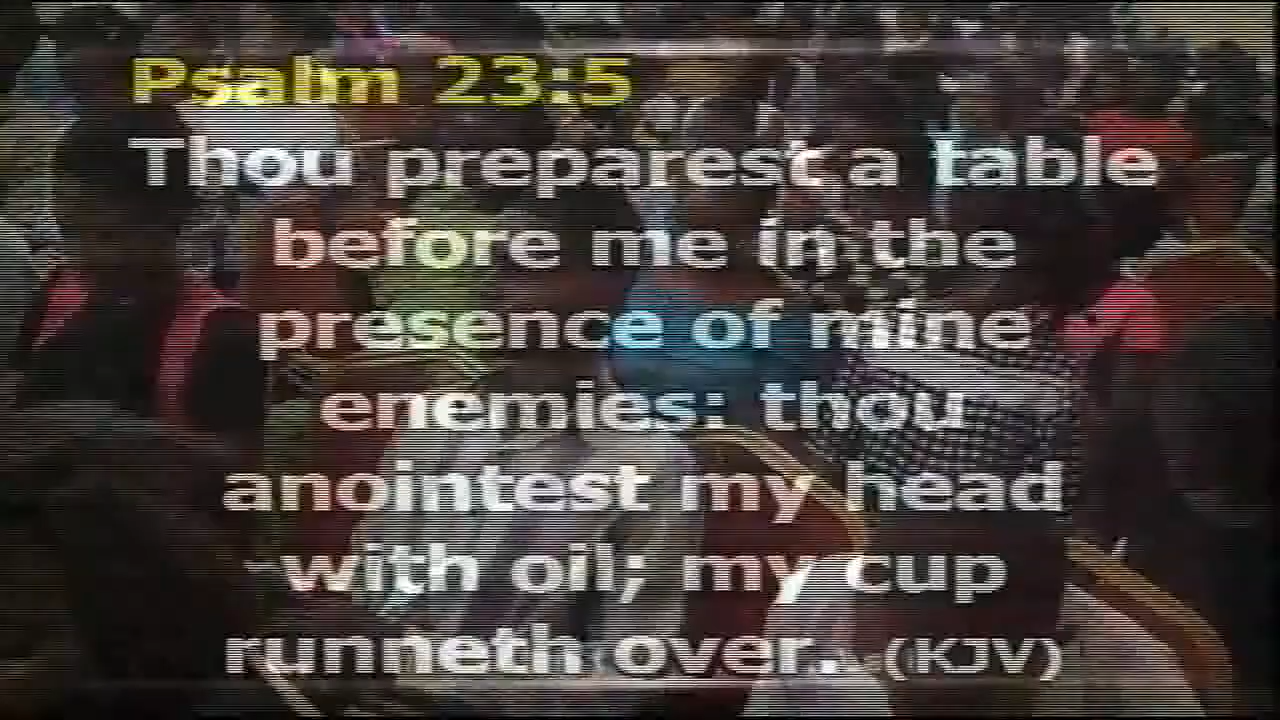 Psalm 23:5
Thou preparest a table
before me in the
presence of mine
enemies: thou
anointest my head
with oil; my cup
runneth over. (KJV)